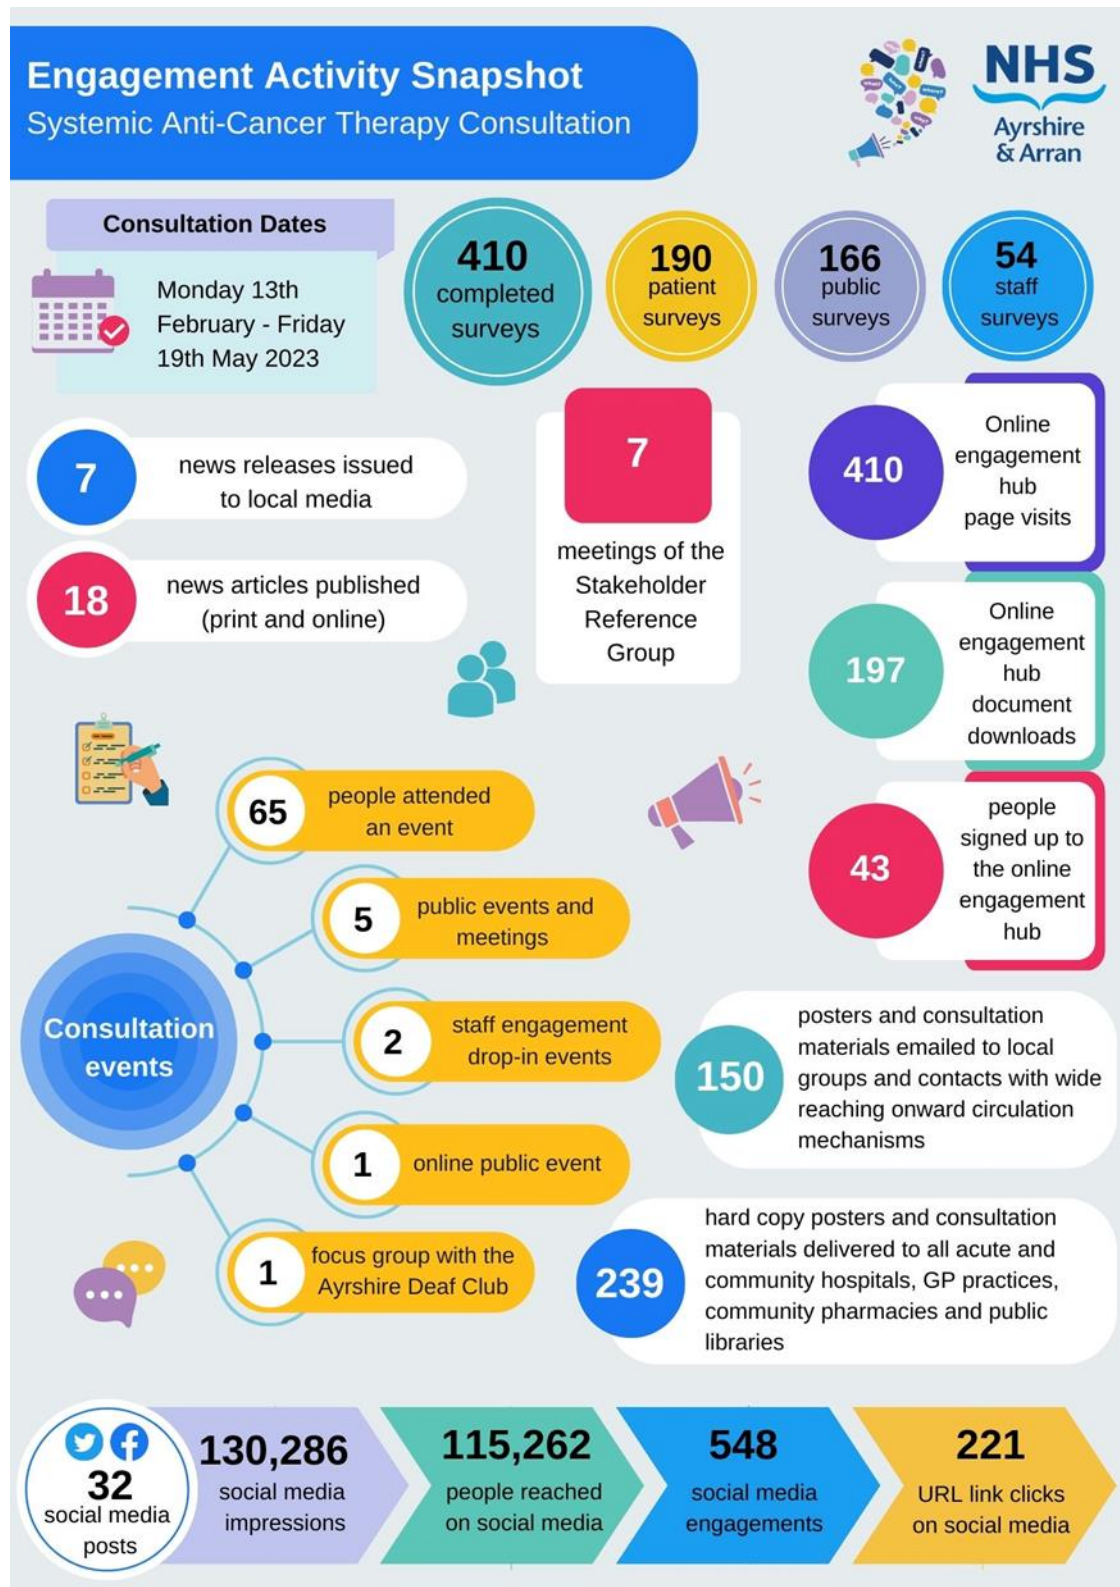 Engagement Activity Snapshot
Systemic Anti-Cancer Therapy Consultation
NHS
Ayrshire
& Arran
Consultation Dates
Monday 13th
February - Friday
19th May 2023
410
completed
surveys
190
patient
surveys
166
public
surveys
54
staff
surveys
7
news releases issued
to local media
18
news articles published
(print and online)
7
meetings of the
Stakeholder
Reference
Group
410
Online
engagement
hub
page visits
197
Online
engagement
hub
document
downloads
43
people
signed up to
the online
engagement
hub
Consultation
events
65
people attended
an event
5
public events and
meetings
2
staff engagement
drop-in events
1
online public event
1
focus group with the
Ayrshire Deaf Club
150
posters and consultation
materials emailed to local
groups and contacts with wide
reaching onward circulation
mechanisms
239
hard copy posters and consultation
materials delivered to all acute and
community hospitals, GP practices,
community pharmacies and public
libraries
32
social media
posts
130,286
social media
impressions
115,262
people reached
on social media
548
social media
engagements
221
URL link clicks
on social media